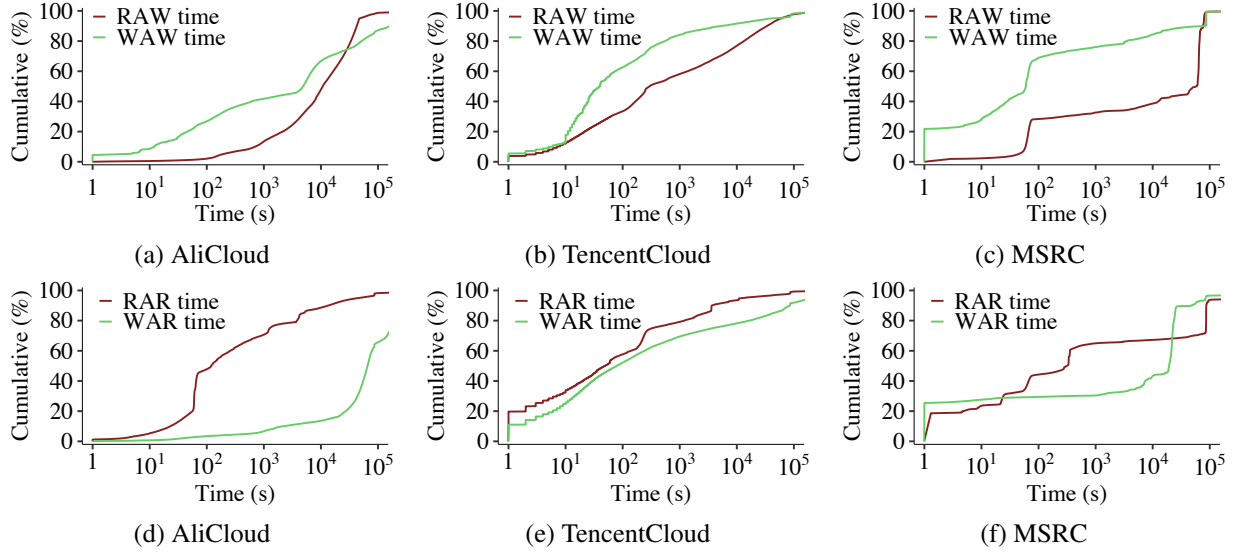 Cumulative (%)
100
80
60
40
20
0
RAW time
WAW time
1 10^1 10^2 10^3 10^4 10^5
Time (s)
(a) AliCloud
Cumulative (%)
100
80
60
40
20
0
RAW time
WAW time
1 10^1 10^2 10^3 10^4 10^5
Time (s)
(b) TencentCloud
Cumulative (%)
100
80
60
40
20
0
RAW time
WAW time
1 10^1 10^2 10^3 10^4 10^5
Time (s)
(c) MSRC
Cumulative (%)
100
80
60
40
20
0
RAR time
WAR time
1 10^1 10^2 10^3 10^4 10^5
Time (s)
(d) AliCloud
Cumulative (%)
100
80
60
40
20
0
RAR time
WAR time
1 10^1 10^2 10^3 10^4 10^5
Time (s)
(e) TencentCloud
Cumulative (%)
100
80
60
40
20
0
RAR time
WAR time
1 10^1 10^2 10^3 10^4 10^5
Time (s)
(f) MSRC